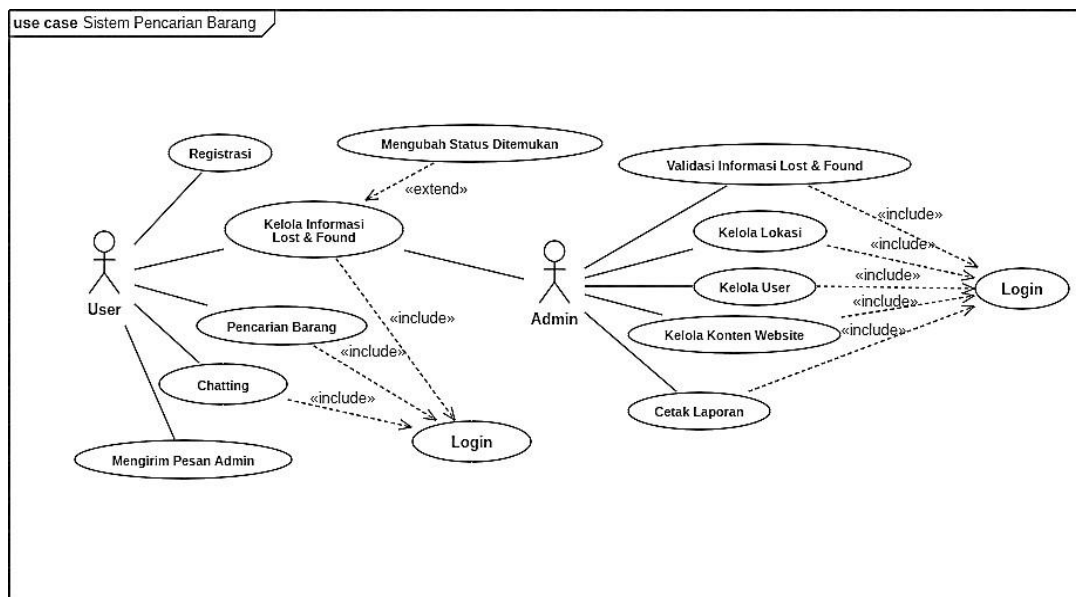 use case Sistem Pencarian Barang
Mengubah Status Ditemukan
Registrasi
Validasi Informasi Lost & Found
«extend»
Kelola Informasi
Lost & Found
«include»
Kelola Lokasi
«include»
«include»
Kelola User
Login
User
Admin
«include»
Pencarian Barang
«include»
Kelola Konten Website
«include»
«include»
Chatting
«include»
Cetak Laporan
Login
Mengirim Pesan Admin